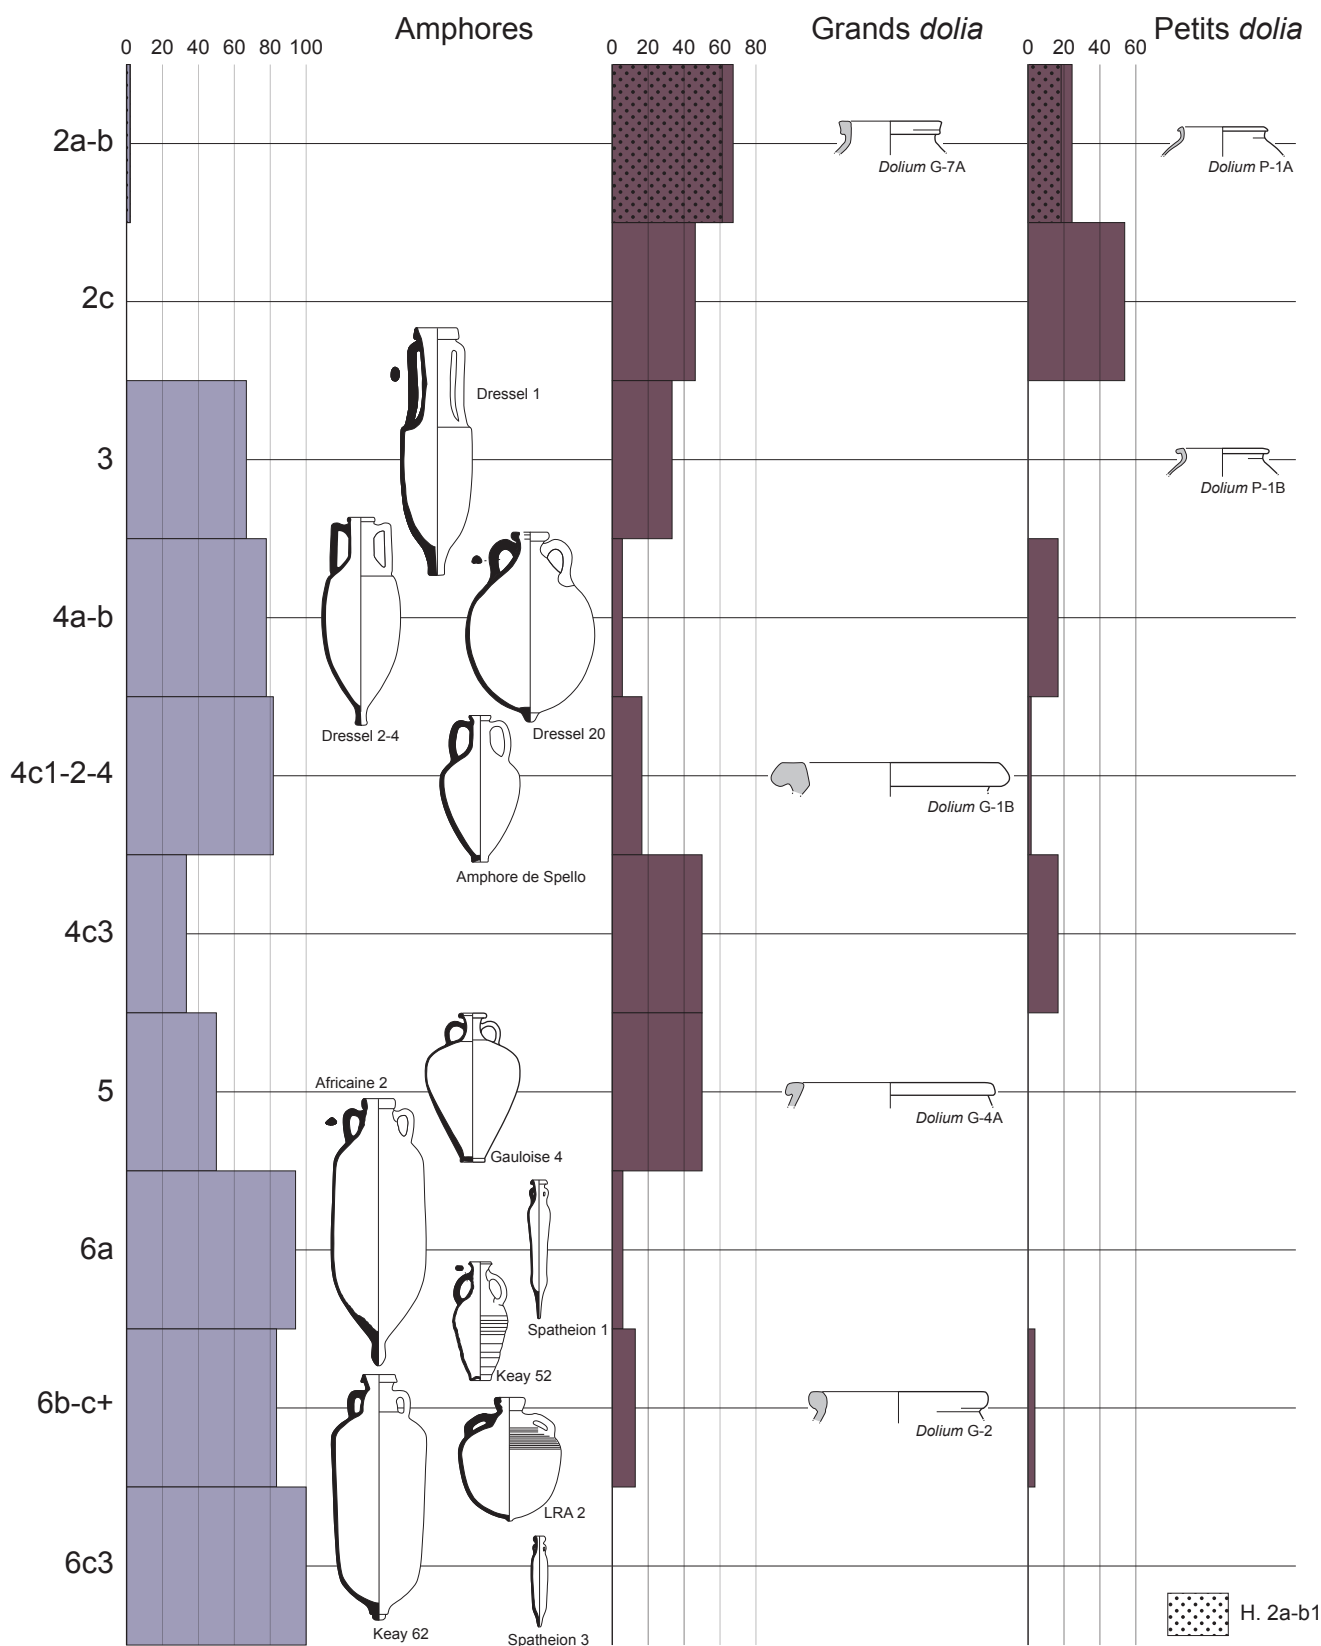 Amphores
Grands dolia
Petits dolia
0 20 40 60 80 100
0 20 40 60 80
0 20 40 60
2a-b
Dolium G-7A
Dolium P-1A
2c
Dressel 1
3
Dolium P-1B
4a-b
Dressel 2-4
Dressel 20
4c1-2-4
Dolium G-1B
Amphore de Spello
4c3
Africaine 2
5
Dolium G-4A
Gauloise 4
6a
Spatheion 1
Keay 52
6b-c+
Dolium G-2
LRA 2
6c3
H. 2a-b1
Keay 62
Spatheion 3